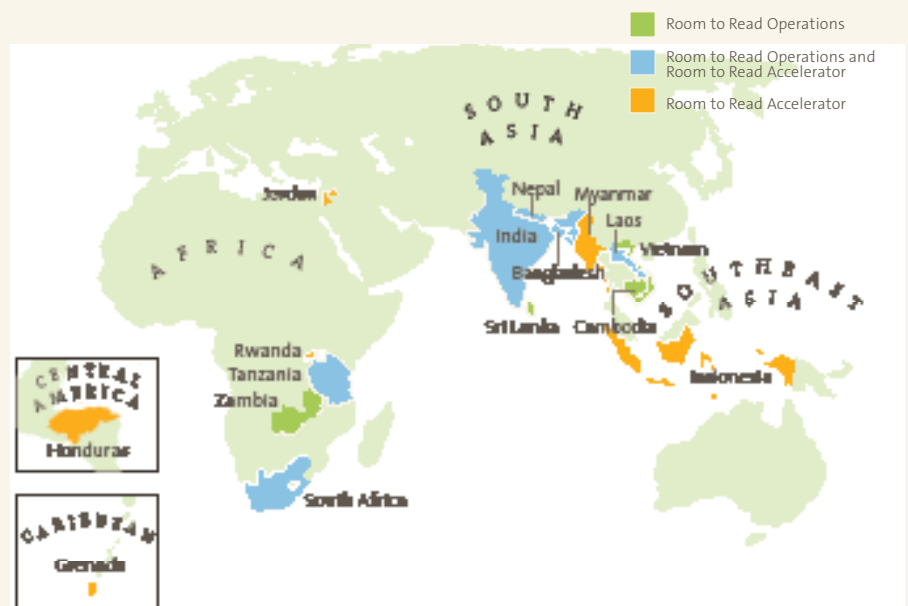 Room to Read Operations
Room to Read Operations and
Room to Read Accelerator
Room to Read Accelerator
SOUTH
ASIA
Jordan
Nepal
Myanmar
Laos
India
Vietnam
AFRICA
Bangladesh
SOUTHEAST
ASIA
Sri Lanka
Cambodia
Rwanda
Tanzania
Indonesia
Zambia
CENTRAL
AMERICA
Honduras
South Africa
CARIBBEAN
Grenada